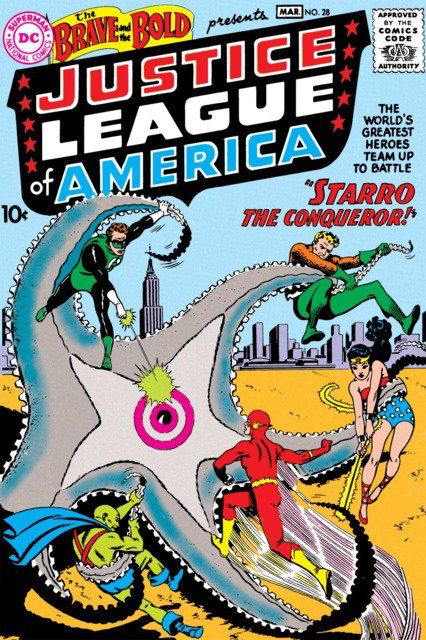 SUPERMAN
DC
NATIONAL COMICS
The BRAVE and the BOLD presents
MAR. NO. 28
APPROVED
BY THE
COMICS
CODE
AUTHORITY
JUSTICE
LEAGUE
of AMERICA
10¢
THE
WORLD'S
GREATEST
HEROES
TEAM UP
TO BATTLE
"STARRO
THE CONQUEROR!"